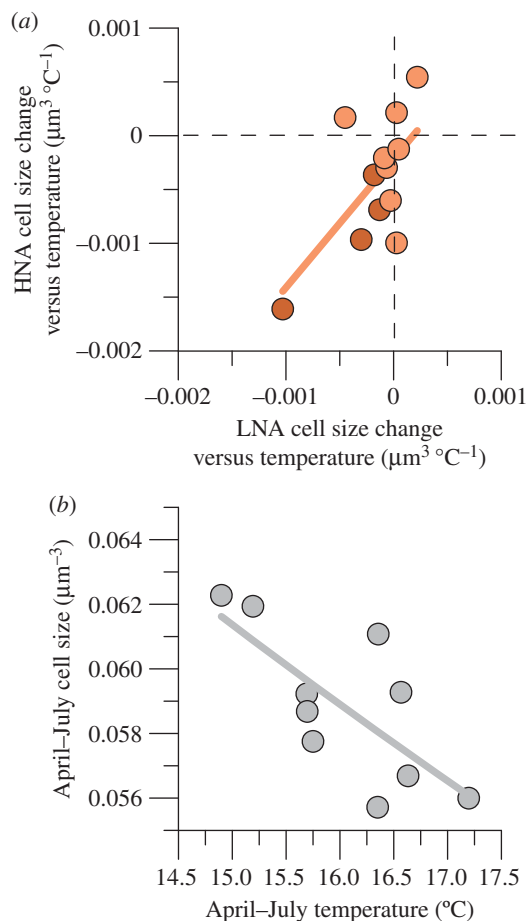 (a)
HNA cell size change
versus temperature (µm³ °C⁻¹)
0.001
0
−0.001
−0.002
−0.002 −0.001 0 0.001
LNA cell size change
versus temperature (µm³ °C⁻¹)
(b)
April–July cell size (µm⁻³)
0.064
0.062
0.060
0.058
0.056
14.5 15.0 15.5 16.0 16.5 17.0 17.5
April–July temperature (ºC)